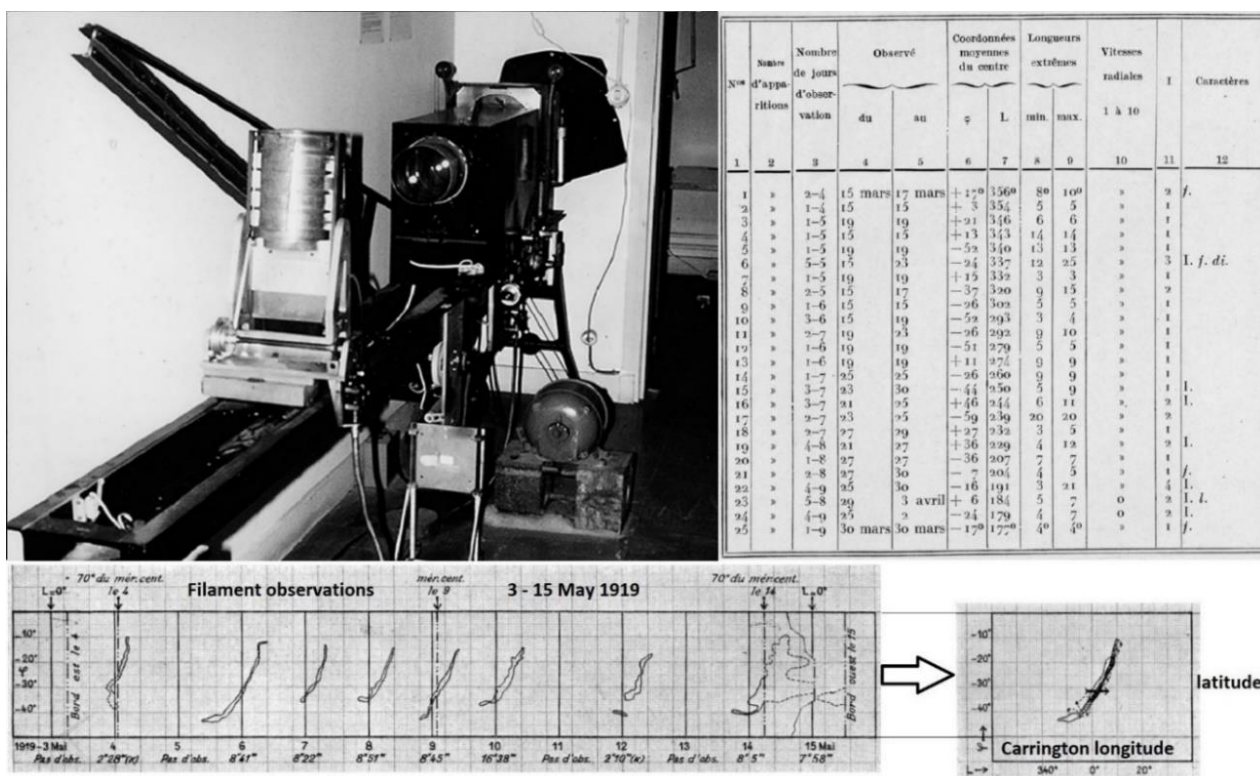 Nos
Nombre d'apparitions
Nombre de jours d'observation
Observé
du au
Coordonnées moyennes du centre
φ L
Longueurs extrêmes
min. max.
Vitesses radiales 1 à 10
I
Caractères
1 2 3 4 5 6 7 8 9 10 11 12
1 » 2-4 15 mars 17 mars +17° 356° 8° 10° » 2 f.
2 » 1-4 15 15 + 3 354 5 5 » 1
3 » 1-5 19 19 +21 346 6 6 » 1
4 » 1-5 15 15 +13 343 14 14 » 1
5 » 1-5 19 19 −52 340 13 13 » 1
6 » 5-5 15 23 −24 337 12 25 » 3 I. f. di.
7 » 1-5 19 19 +15 332 3 3 » 1
8 » 2-5 15 17 −37 320 9 15 » 2
9 » 1-6 15 15 −26 302 5 5 » 1
10 » 3-6 15 19 −52 293 3 4 » 1
11 » 2-7 19 23 −26 292 9 10 » 1
12 » 1-6 19 19 −51 279 5 5 » 1
13 » 1-6 19 19 +11 274 9 9 » 1
14 » 1-7 25 25 −26 260 9 9 » 1
15 » 3-7 23 30 −44 250 5 9 » 1 I.
16 » 3-7 21 25 +46 244 6 11 » 2 I.
17 » 2-7 23 25 −59 239 20 20 » 2
18 » 2-7 27 29 +27 232 3 5 » 1
19 » 4-8 21 27 +36 229 4 12 » 2 I.
20 » 1-8 27 27 −36 207 7 7 » 1
21 » 2-8 27 30 − 7 204 4 5 » 1 f.
22 » 4-9 25 30 −16 191 3 21 » 4 I.
23 » 5-8 29 3 avril + 6 184 5 7 0 2 I. l.
24 » 4-9 25 2 −24 179 4 7 0 2 I.
25 » 1-9 30 mars 30 mars −17° 177° 4° 4° » 1 f.
70° du mér.cent. mér.cent. 70° du mér.cent.
L=0° le 4 Filament observations le 9 3 - 15 May 1919 le 14 L=0°
-10°
-20°
φ
-30°
-40°
Bord est le 4
Bord ouest le 15
1919-3 Mai 4 5 6 7 8 9 10 11 12 13 14 15 Mai
Pas d'obs. 2h28m(x) Pas d'obs. 8h41m 8h22m 8h51m 8h45m 16h38m Pas d'obs. 2h10m(x) Pas d'obs. 8h5m 7h58m
-10°
-20°
-30°
-40°
φ
latitude
Carrington longitude
L→ 340° 0° 20°